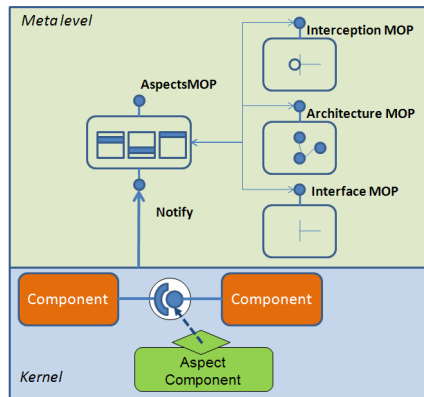 Meta level
Interception MOP
AspectsMOP
Architecture MOP
Interface MOP
Notify
Component
Component
Aspect
Component
Kernel